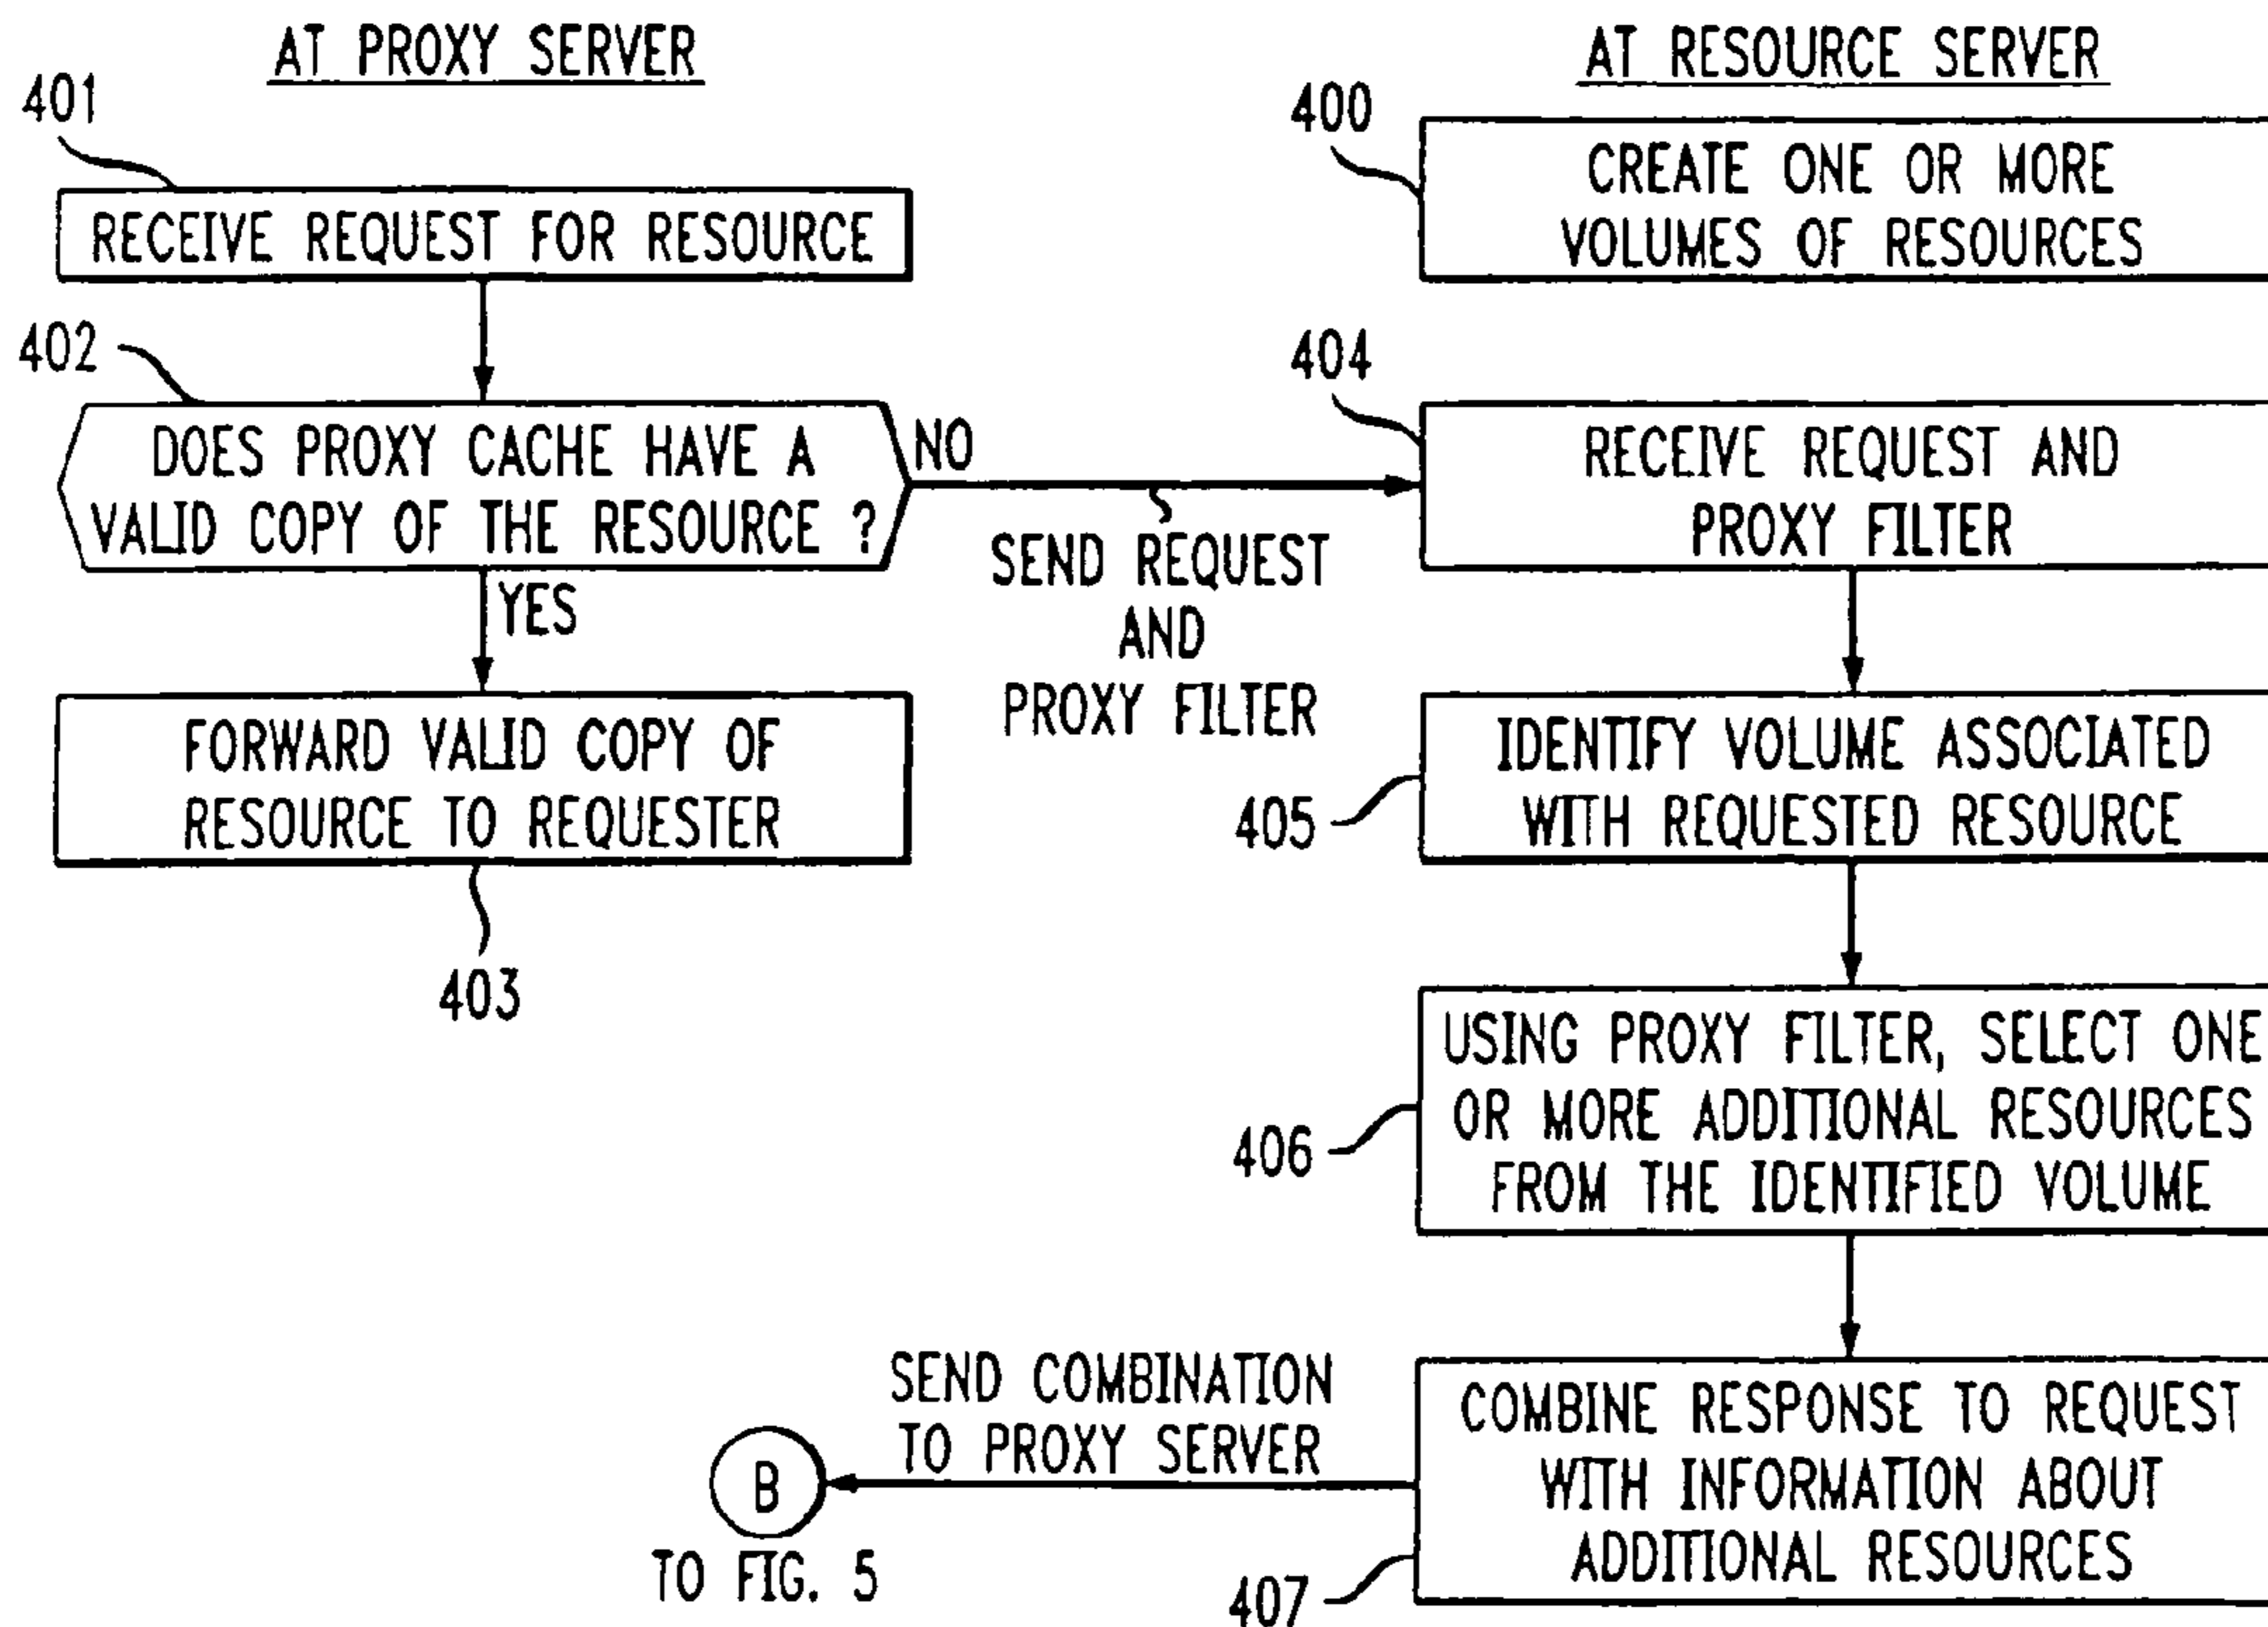 AT PROXY SERVER
401
RECEIVE REQUEST FOR RESOURCE
402
DOES PROXY CACHE HAVE A
VALID COPY OF THE RESOURCE ?
NO
YES
SEND REQUEST
AND
PROXY FILTER
FORWARD VALID COPY OF
RESOURCE TO REQUESTER
403
AT RESOURCE SERVER
400
CREATE ONE OR MORE
VOLUMES OF RESOURCES
404
RECEIVE REQUEST AND
PROXY FILTER
IDENTIFY VOLUME ASSOCIATED
WITH REQUESTED RESOURCE
405
USING PROXY FILTER, SELECT ONE
OR MORE ADDITIONAL RESOURCES
FROM THE IDENTIFIED VOLUME
406
COMBINE RESPONSE TO REQUEST
WITH INFORMATION ABOUT
ADDITIONAL RESOURCES
407
SEND COMBINATION
TO PROXY SERVER
B
TO FIG. 5